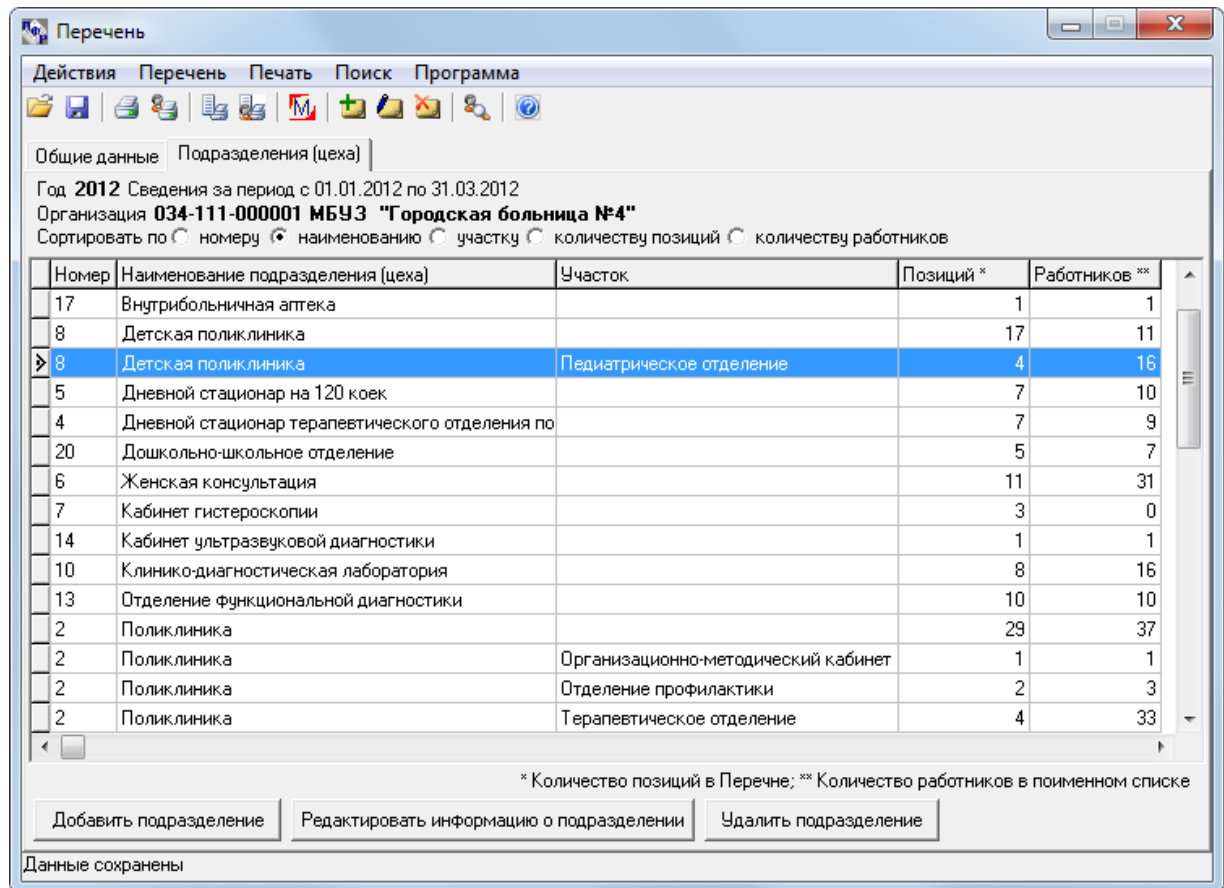 Перечень
Действия Перечень Печать Поиск Программа
Общие данные Подразделения (цеха)
Год 2012 Сведения за период с 01.01.2012 по 31.03.2012
Организация 034-111-000001 МБУЗ "Городская больница №4"
Сортировать по номеру наименованию участку количеству позиций количеству работников
Номер Наименование подразделения (цеха) Участок Позиций * Работников **
17 Внутрибольничная аптека 1 1
8 Детская поликлиника 17 11
8 Детская поликлиника Педиатрическое отделение 4 16
5 Дневной стационар на 120 коек 7 10
4 Дневной стационар терапевтического отделения по 7 9
20 Дошкольно-школьное отделение 5 7
6 Женская консультация 11 31
7 Кабинет гистероскопии 3 0
14 Кабинет ультразвуковой диагностики 1 1
10 Клинико-диагностическая лаборатория 8 16
13 Отделение функциональной диагностики 10 10
2 Поликлиника 29 37
2 Поликлиника Организационно-методический кабинет 1 1
2 Поликлиника Отделение профилактики 2 3
2 Поликлиника Терапевтическое отделение 4 33
* Количество позиций в Перечне; ** Количество работников в поименном списке
Добавить подразделение Редактировать информацию о подразделении Удалить подразделение
Данные сохранены